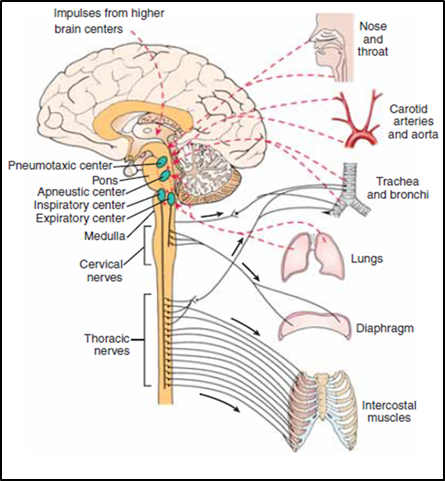 Impulses from higher
brain centers
Nose
and
throat
Carotid
arteries
and aorta
Pneumotaxic center
Pons
Apneustic center
Inspiratory center
Expiratory center
Medulla
Trachea
and bronchi
Cervical
nerves
Lungs
Thoracic
nerves
Diaphragm
Intercostal
muscles